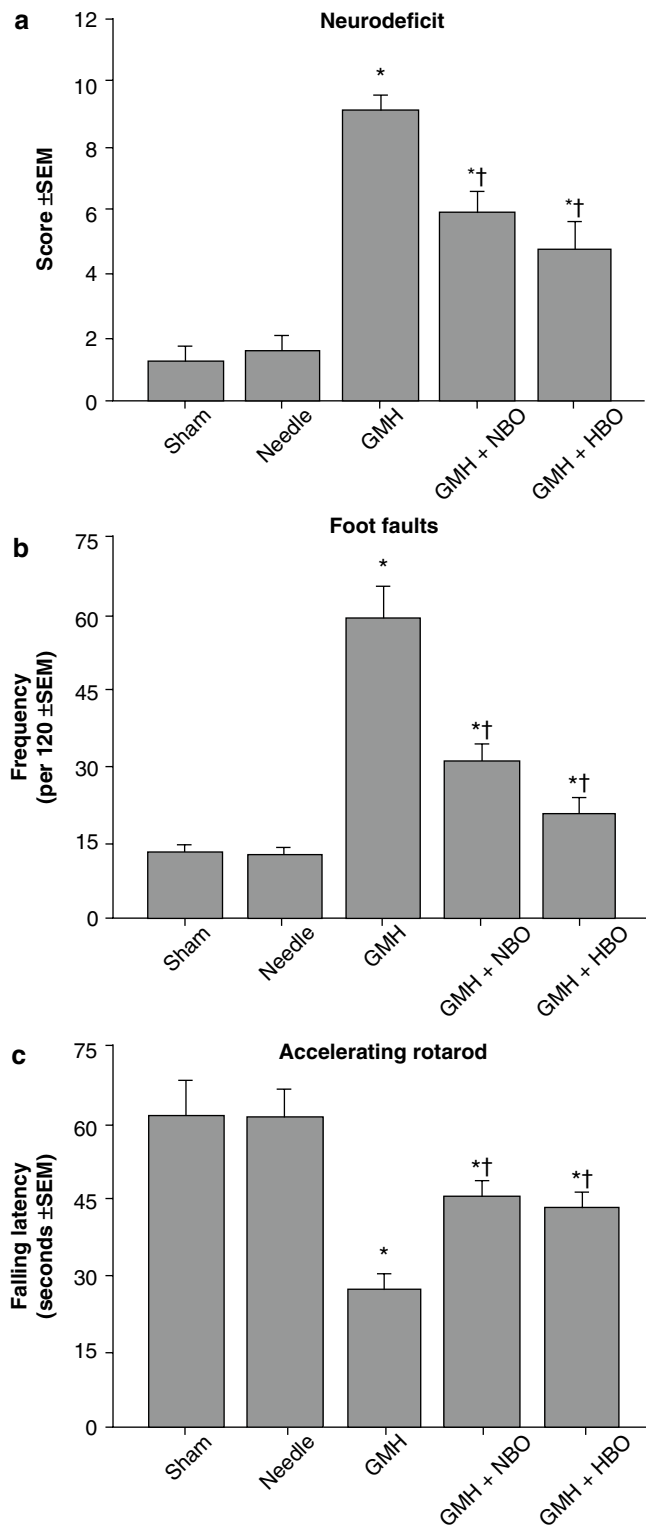 a
Neurodeficit
Score ±SEM
12
10
8
6
4
2
0
*
*†
*†
Sham
Needle
GMH
GMH + NBO
GMH + HBO
b
Foot faults
Frequency
(per 120 ±SEM)
75
60
45
30
15
0
*
*†
*†
Sham
Needle
GMH
GMH + NBO
GMH + HBO
c
Accelerating rotarod
Falling latency
(seconds ±SEM)
75
60
45
30
15
0
*
*†
*†
Sham
Needle
GMH
GMH + NBO
GMH + HBO